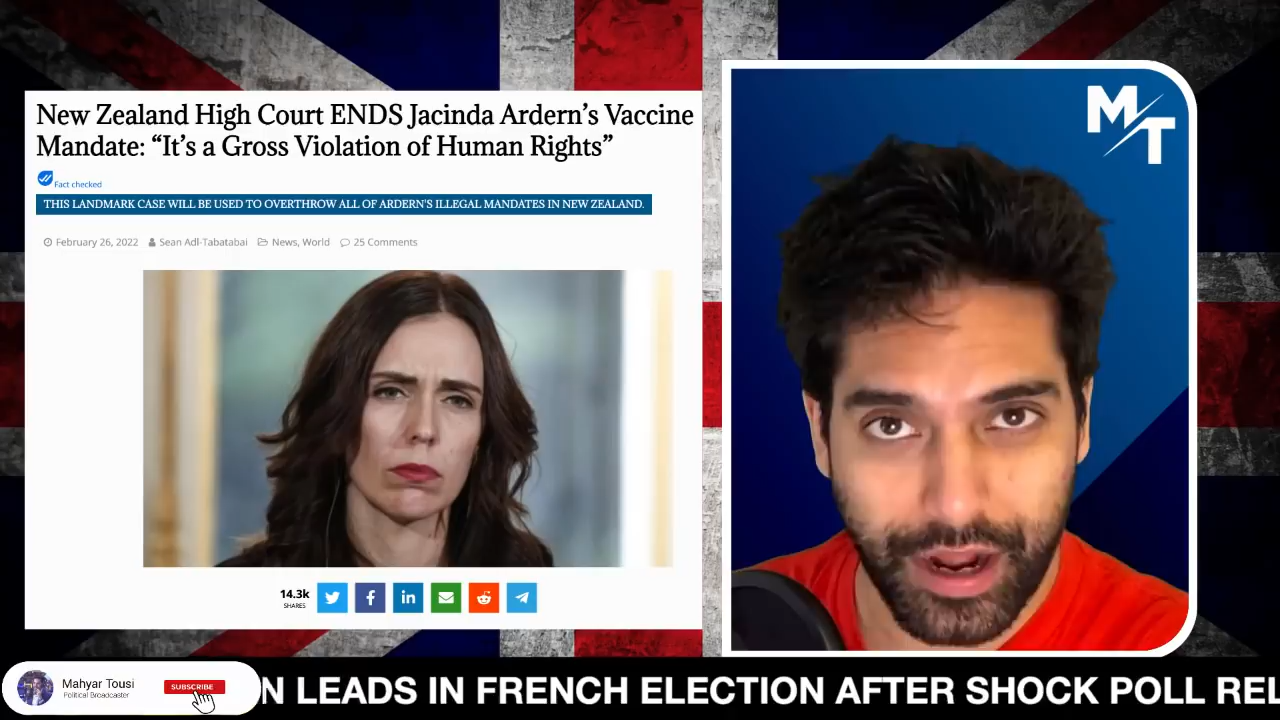 New Zealand High Court ENDS Jacinda Ardern’s Vaccine
Mandate: “It’s a Gross Violation of Human Rights”
Fact checked
THIS LANDMARK CASE WILL BE USED TO OVERTHROW ALL OF ARDERN'S ILLEGAL MANDATES IN NEW ZEALAND.
February 26, 2022 Sean Adl-Tabatabai News, World 25 Comments
14.3k
SHARES
M/T
Mahyar Tousi
Political Broadcaster
SUBSCRIBE
N LEADS IN FRENCH ELECTION AFTER SHOCK POLL REL